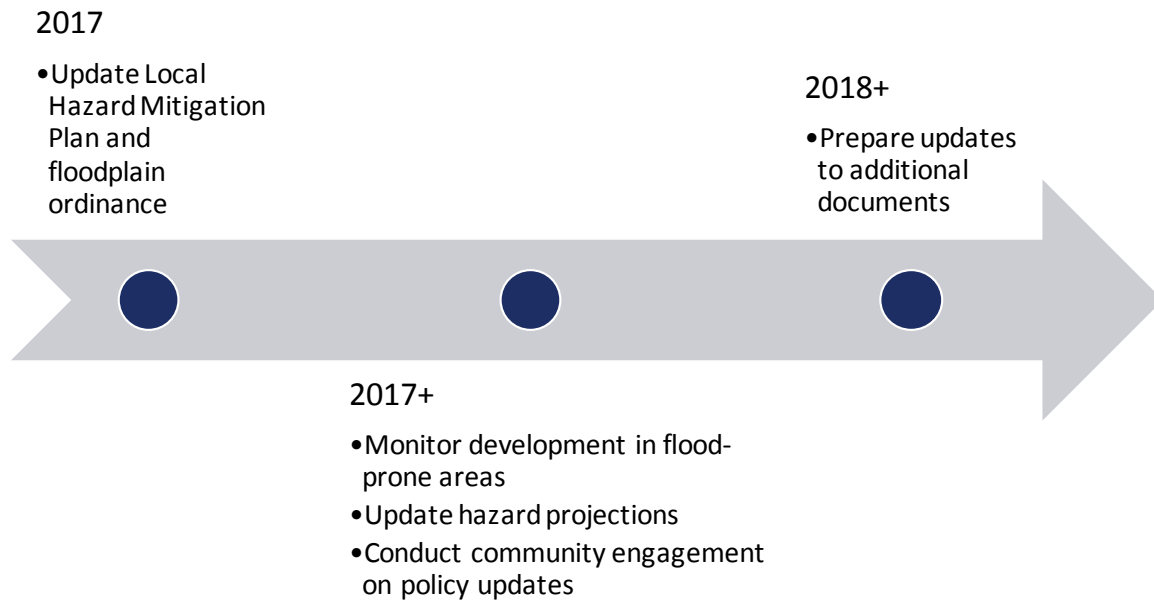 2017
•Update Local
Hazard Mitigation
Plan and
floodplain
ordinance
2017+
•Monitor development in flood-
prone areas
•Update hazard projections
•Conduct community engagement
on policy updates
2018+
•Prepare updates
to additional
documents